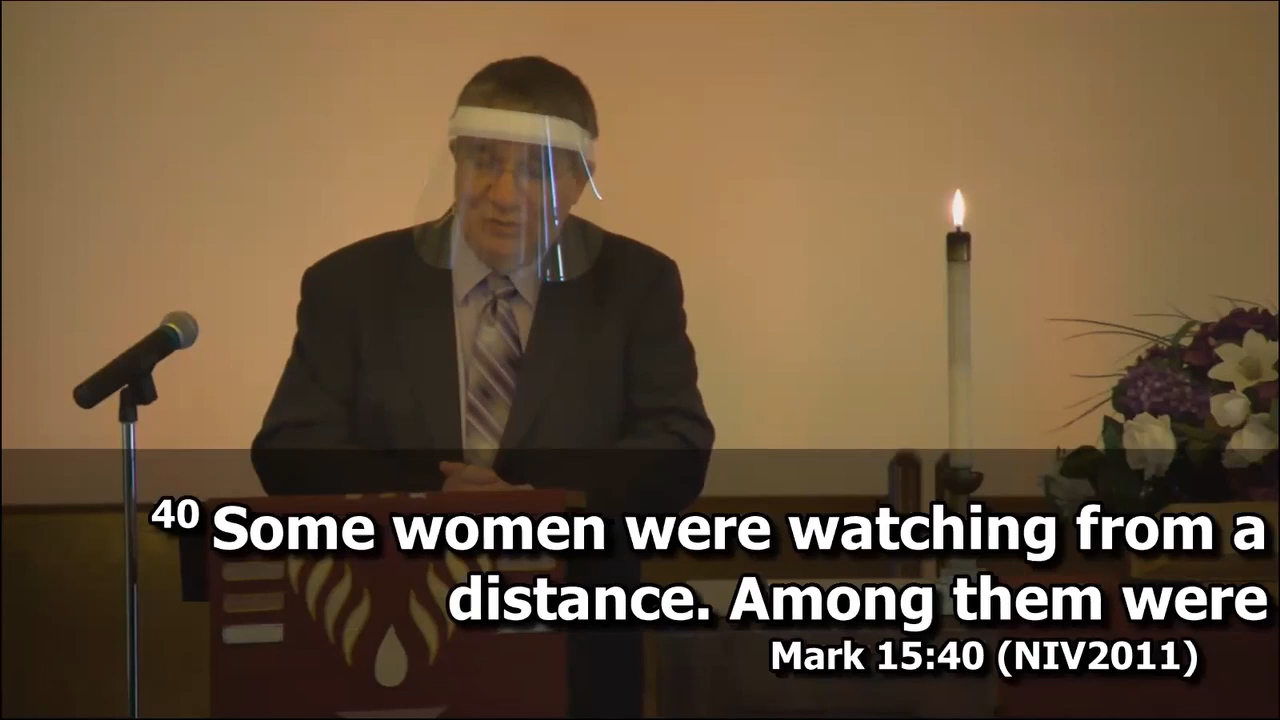 40 Some women were watching from a
distance. Among them were
Mark 15:40 (NIV2011)